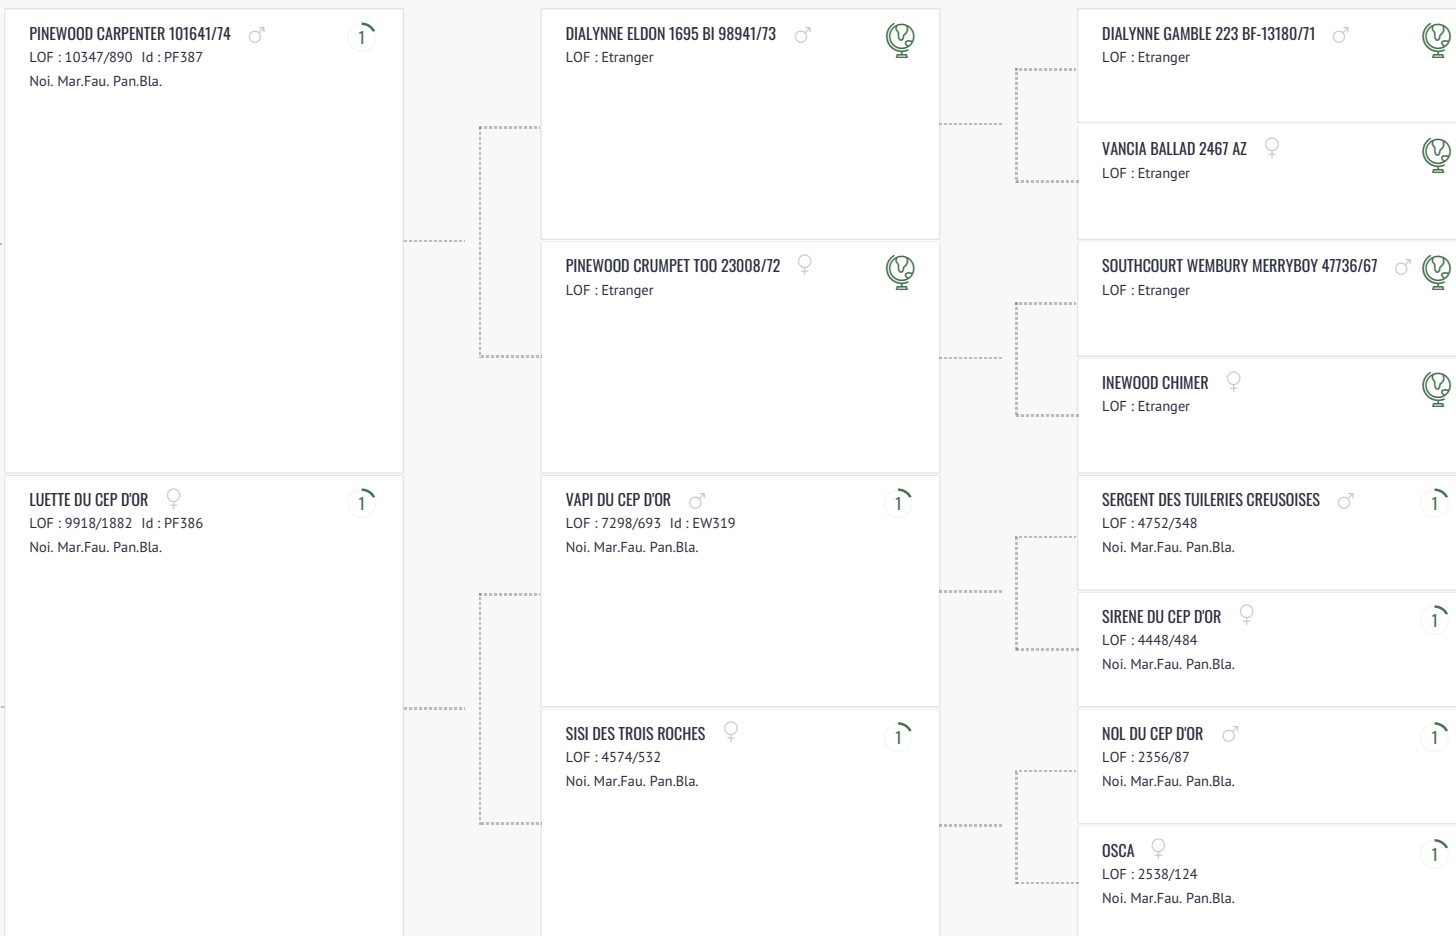 PINEWOOD CARPENTER 101641/74
1
LOF : 10347/890 Id : PF387
Noi. Mar.Fau. Pan.Bla.
LUETTE DU CEP D'OR
1
LOF : 9918/1882 Id : PF386
Noi. Mar.Fau. Pan.Bla.
DIALYNNE ELDON 1695 BI 98941/73
LOF : Etranger
PINEWOOD CRUMPET TOO 23008/72
LOF : Etranger
VAPI DU CEP D'OR
1
LOF : 7298/693 Id : EW319
Noi. Mar.Fau. Pan.Bla.
SISI DES TROIS ROCHES
1
LOF : 4574/532
Noi. Mar.Fau. Pan.Bla.
DIALYNNE GAMBLE 223 BF-13180/71
LOF : Etranger
VANCIA BALLAD 2467 AZ
LOF : Etranger
SOUTHCOURT WEMBURY MERRYBOY 47736/67
LOF : Etranger
INEWOOD CHIMER
LOF : Etranger
SERGENT DES TUILERIES CREUSOISES
1
LOF : 4752/348
Noi. Mar.Fau. Pan.Bla.
SIRENE DU CEP D'OR
1
LOF : 4448/484
Noi. Mar.Fau. Pan.Bla.
NOL DU CEP D'OR
1
LOF : 2356/87
Noi. Mar.Fau. Pan.Bla.
OSCA
1
LOF : 2538/124
Noi. Mar.Fau. Pan.Bla.